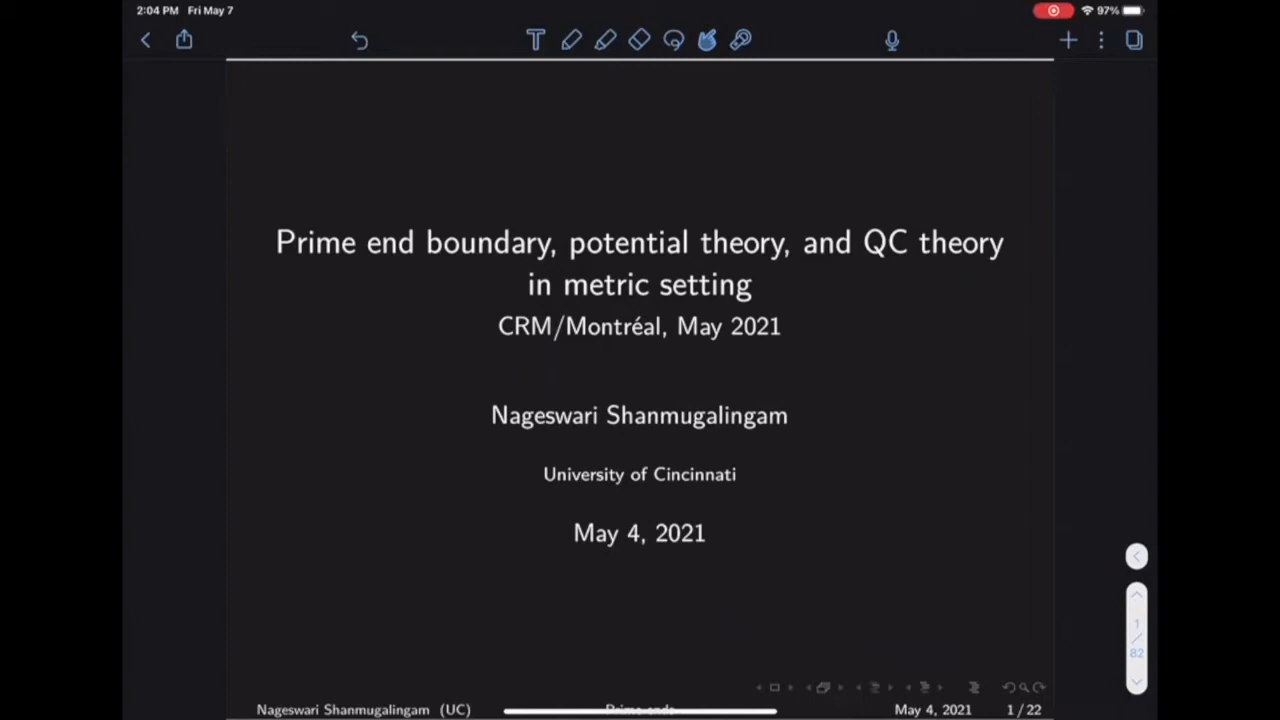 2:04 PM Fri May 7
97%
Prime end boundary, potential theory, and QC theory
in metric setting
CRM/Montréal, May 2021
Nageswari Shanmugalingam
University of Cincinnati
May 4, 2021
1
/
82
Nageswari Shanmugalingam (UC) Prime ends May 4, 2021 1 / 22